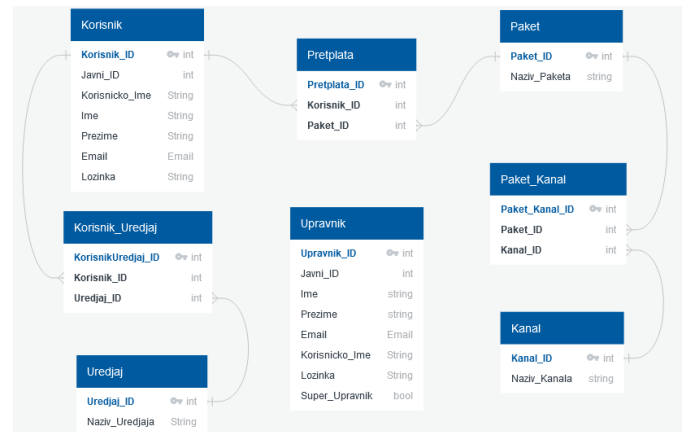 Korisnik
Korisnik_ID int
Javni_ID int
Korisnicko_Ime String
Ime String
Prezime String
Email Email
Lozinka String
Pretplata
Pretplata_ID int
Korisnik_ID int
Paket_ID int
Paket
Paket_ID int
Naziv_Paketa string
Paket_Kanal
Paket_Kanal_ID int
Paket_ID int
Kanal_ID int
Korisnik_Uredjaj
KorisnikUredjaj_ID int
Korisnik_ID int
Uredjaj_ID int
Upravnik
Upravnik_ID int
Javni_ID int
Ime string
Prezime string
Email Email
Korisnicko_Ime String
Lozinka String
Super_Upravnik bool
Kanal
Kanal_ID int
Naziv_Kanala string
Uredjaj
Uredjaj_ID int
Naziv_Uredjaja String